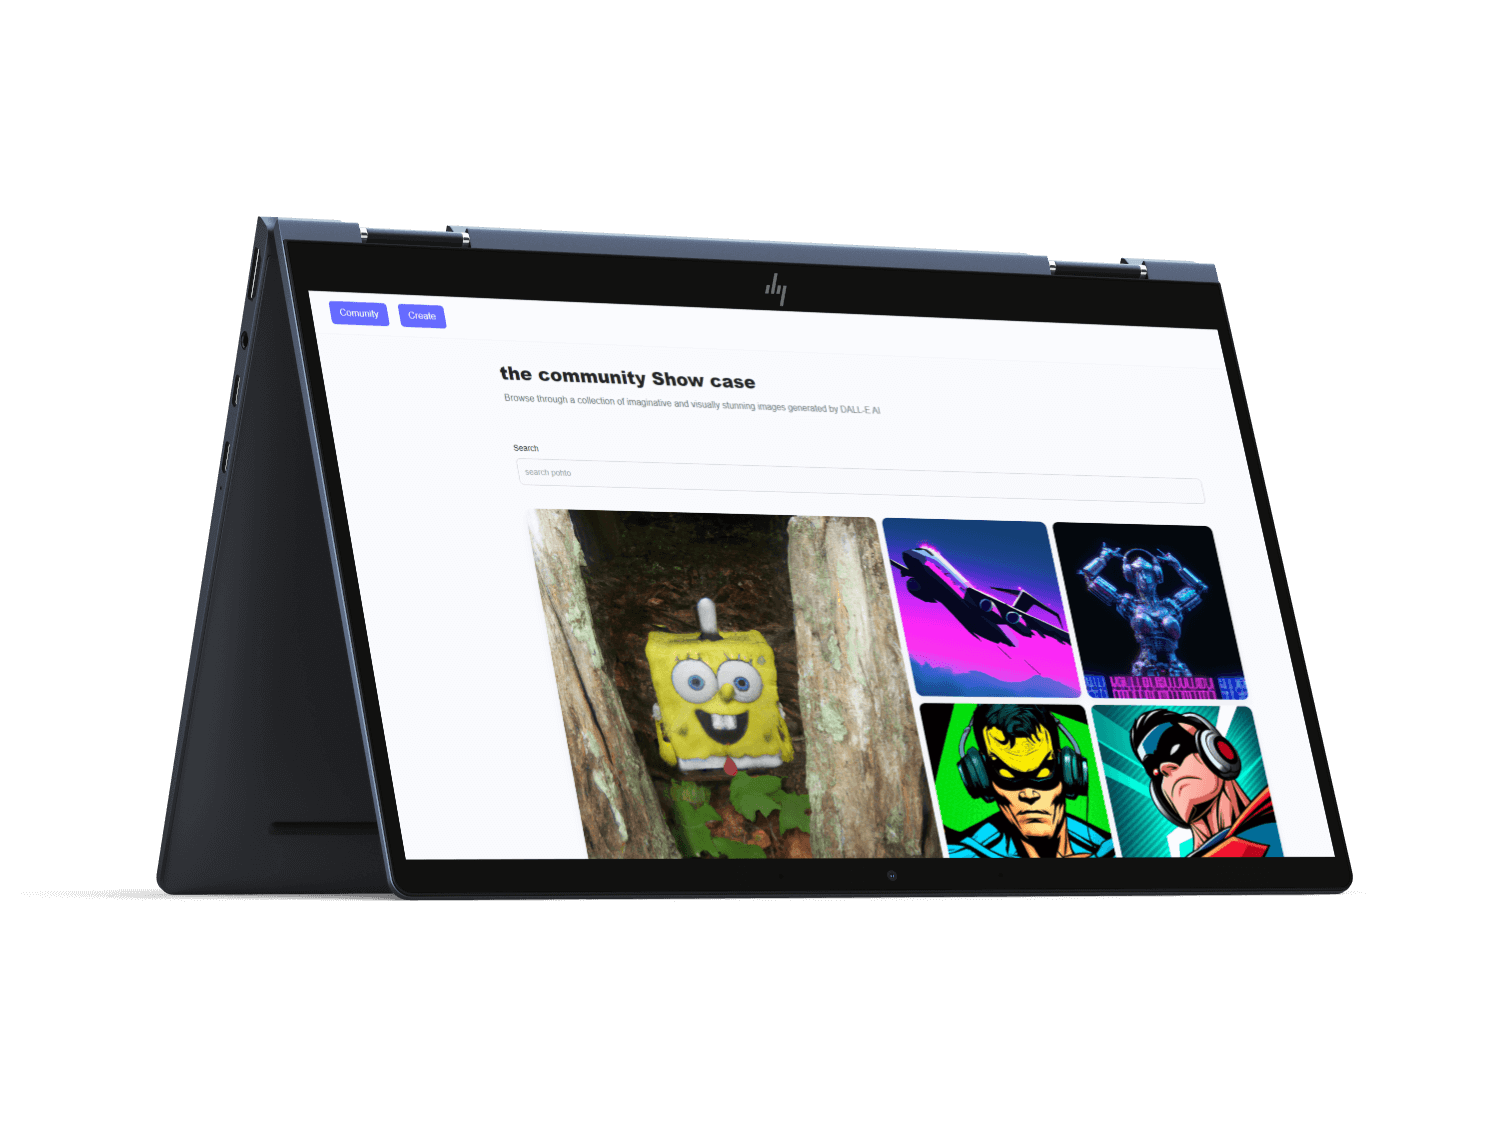 Comunity
Create
the community Show case
Browse through a collection of imaginative and visually stunning images generated by DALL-E AI
Search
search pohto